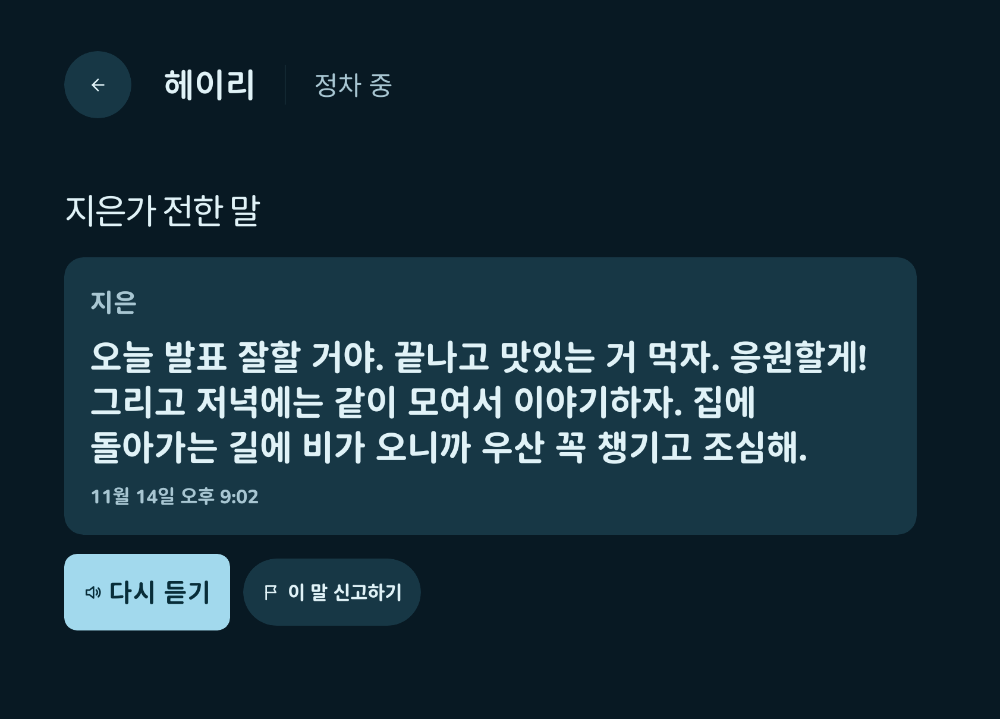 헤이리
정차 중
지은가 전한 말
지은
오늘 발표 잘할 거야. 끝나고 맛있는 거 먹자. 응원할게!
그리고 저녁에는 같이 모여서 이야기하자. 집에
돌아가는 길에 비가 오니까 우산 꼭 챙기고 조심해.
11월 14일 오후 9:02
다시 듣기
이 말 신고하기